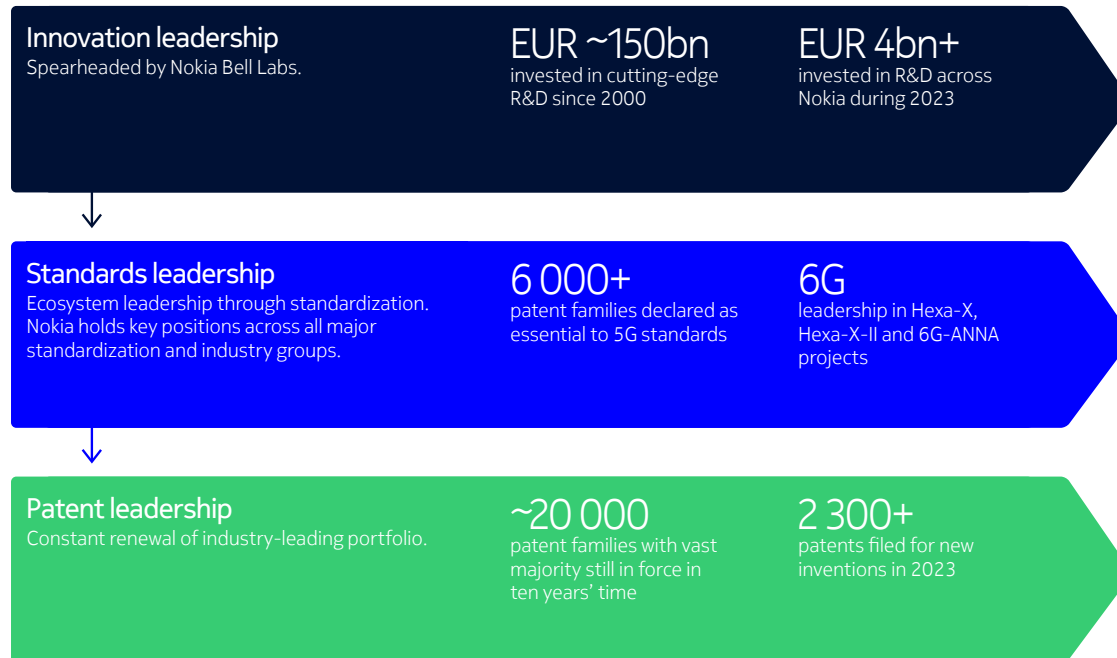 Innovation leadership
Spearheaded by Nokia Bell Labs.
EUR ~150bn
invested in cutting-edge
R&D since 2000
EUR 4bn+
invested in R&D across
Nokia during 2023
Standards leadership
Ecosystem leadership through standardization.
Nokia holds key positions across all major
standardization and industry groups.
6 000+
patent families declared as
essential to 5G standards
6G
leadership in Hexa-X,
Hexa-X-II and 6G-ANNA
projects
Patent leadership
Constant renewal of industry-leading portfolio.
~20 000
patent families with vast
majority still in force in
ten years’ time
2 300+
patents filed for new
inventions in 2023